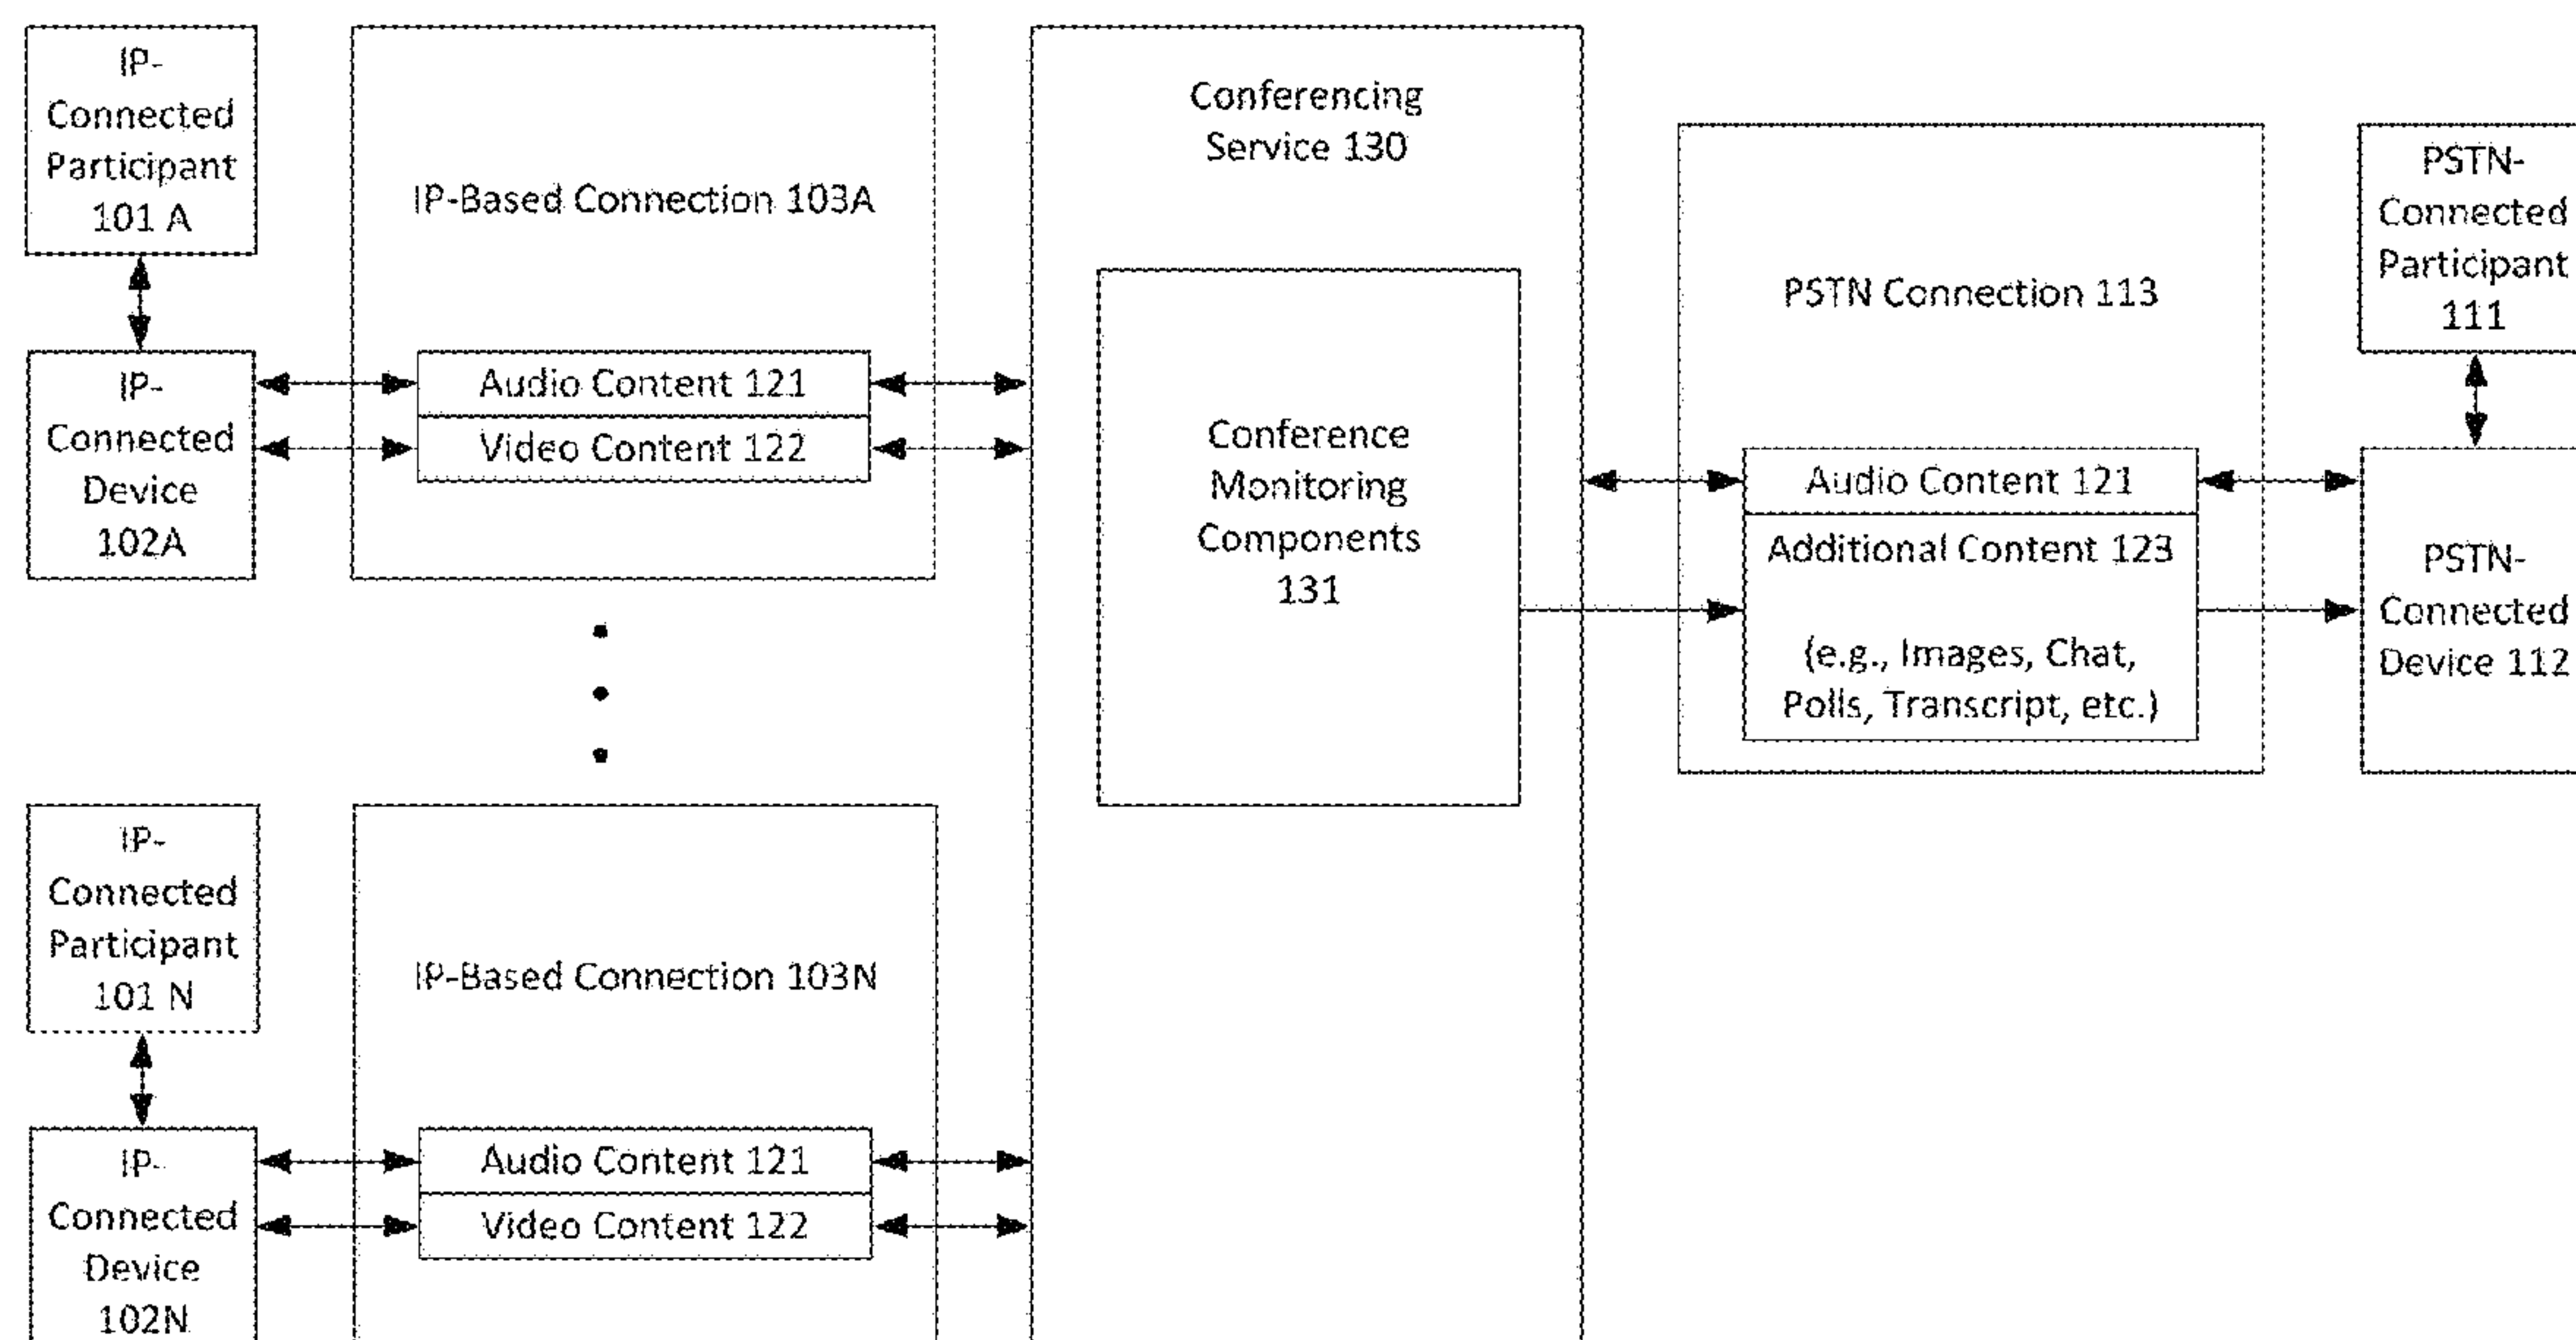 IP-
Connected
Participant
101 A
IP-
Connected
Device
102A
IP-Based Connection 103A
Audio Content 121
Video Content 122
IP-
Connected
Participant
101 N
IP-
Connected
Device
102N
IP-Based Connection 103N
Audio Content 121
Video Content 122
Conferencing
Service 130
Conference
Monitoring
Components
131
PSTN Connection 113
Audio Content 121
Additional Content 123
(e.g., Images, Chat,
Polls, Transcript, etc.)
PSTN-
Connected
Participant
111
PSTN-
Connected
Device 112